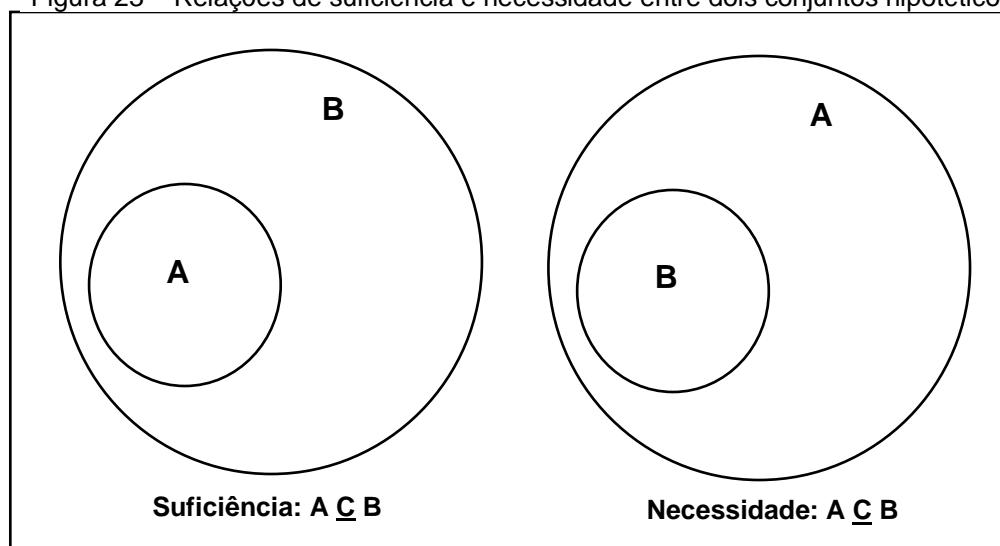 Figura 23 – Relações de suficiência e necessidade entre dois conjuntos hipotético
B
A
A
B
Suficiência: A C B
Necessidade: A C B